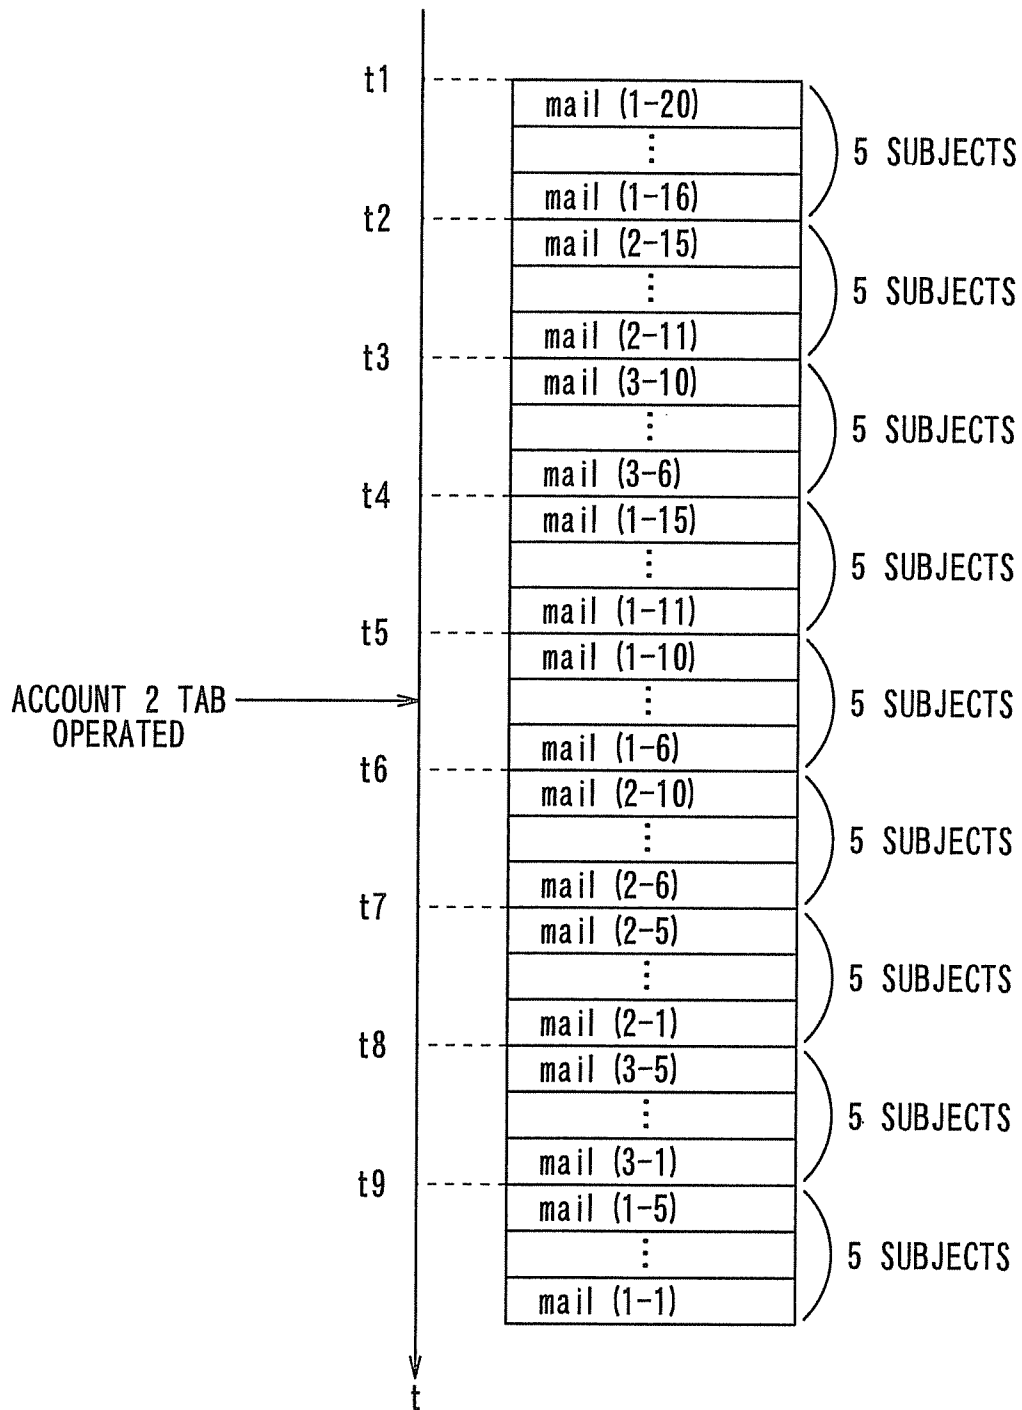 t1
mail (1-20)
⋮
5 SUBJECTS
mail (1-16)
t2
mail (2-15)
⋮
5 SUBJECTS
mail (2-11)
t3
mail (3-10)
⋮
5 SUBJECTS
mail (3-6)
t4
mail (1-15)
⋮
5 SUBJECTS
mail (1-11)
t5
mail (1-10)
ACCOUNT 2 TAB
OPERATED
⋮
5 SUBJECTS
mail (1-6)
t6
mail (2-10)
⋮
5 SUBJECTS
mail (2-6)
t7
mail (2-5)
⋮
5 SUBJECTS
mail (2-1)
t8
mail (3-5)
⋮
5 SUBJECTS
mail (3-1)
t9
mail (1-5)
⋮
5 SUBJECTS
mail (1-1)
t